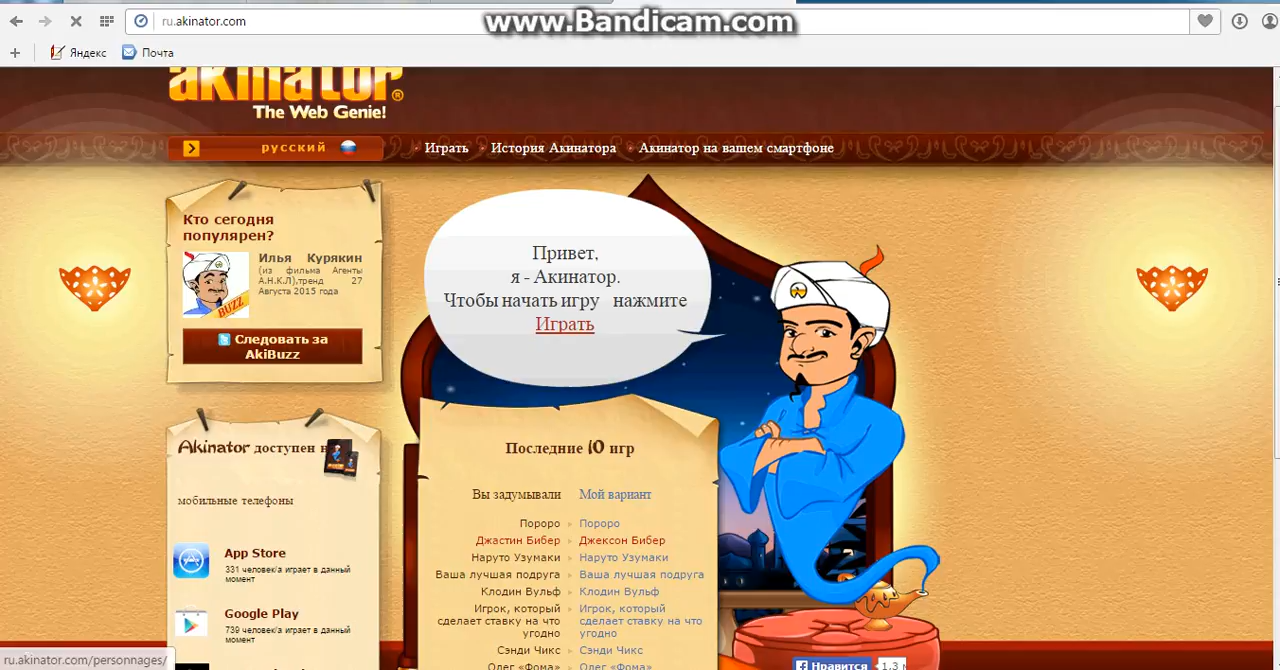 www.Bandicam.com
ru.akinator.com
Яндекс
Почта
akinator®
The Web Genie!
русский
Играть
История Акинатора
Акинатор на вашем смартфоне
Кто сегодня
популярен?
Илья Курякин
(из фильма Агенты
А.Н.К.Л),тренд 27
Августа 2015 года
BUZZ
Следовать за
AkiBuzz
Привет,
я - Акинатор.
Чтобы начать игру нажмите
Играть
Akinator доступен
мобильные телефоны
App Store
331 человек/а играет в данный
момент
Google Play
739 человек/а играет в данный
момент
Последние 10 игр
Вы задумывали Мой вариант
Пороро Пороро
Джастин Бибер Джексон Бибер
Наруто Узумаки Наруто Узумаки
Ваша лучшая подруга Ваша лучшая подруга
Клодин Вульф Клодин Вульф
Игрок, который Игрок, который
сделает ставку на что сделает ставку на что
угодно угодно
Сэнди Чикс Сэнди Чикс
Олег «Фома» Олег «Фома»
Нравится
ru.akinator.com/personnages/